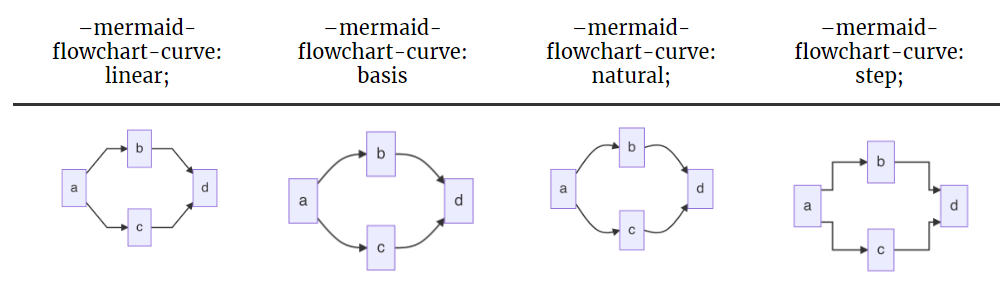 –mermaid-
flowchart-curve:
linear;
–mermaid-
flowchart-curve:
basis
–mermaid-
flowchart-curve:
natural;
–mermaid-
flowchart-curve:
step;
b
a
d
c
b
a
d
c
b
a
d
c
b
a
d
c